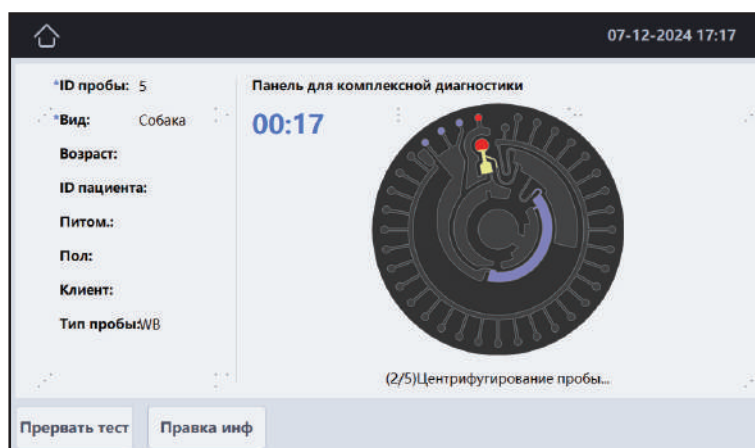 07-12-2024 17:17
*ID пробы: 5
*Вид: Собака
Возраст:
ID пациента:
Питом.:
Пол:
Клиент:
Тип пробы:WB
Панель для комплексной диагностики
00:17
(2/5)Центрифугирование пробы...
Прервать тест
Правка инф